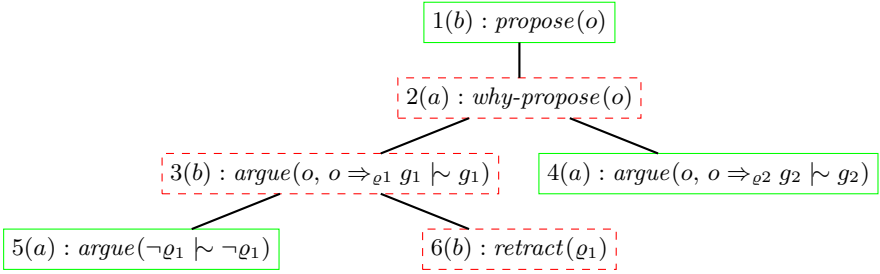 1(b) : propose(o)
2(a) : why-propose(o)
3(b) : argue(o, o ⇒ϱ1 g₁ |∼ g₁)
4(a) : argue(o, o ⇒ϱ2 g₂ |∼ g₂)
5(a) : argue(¬ϱ₁ |∼ ¬ϱ₁)
6(b) : retract(ϱ₁)